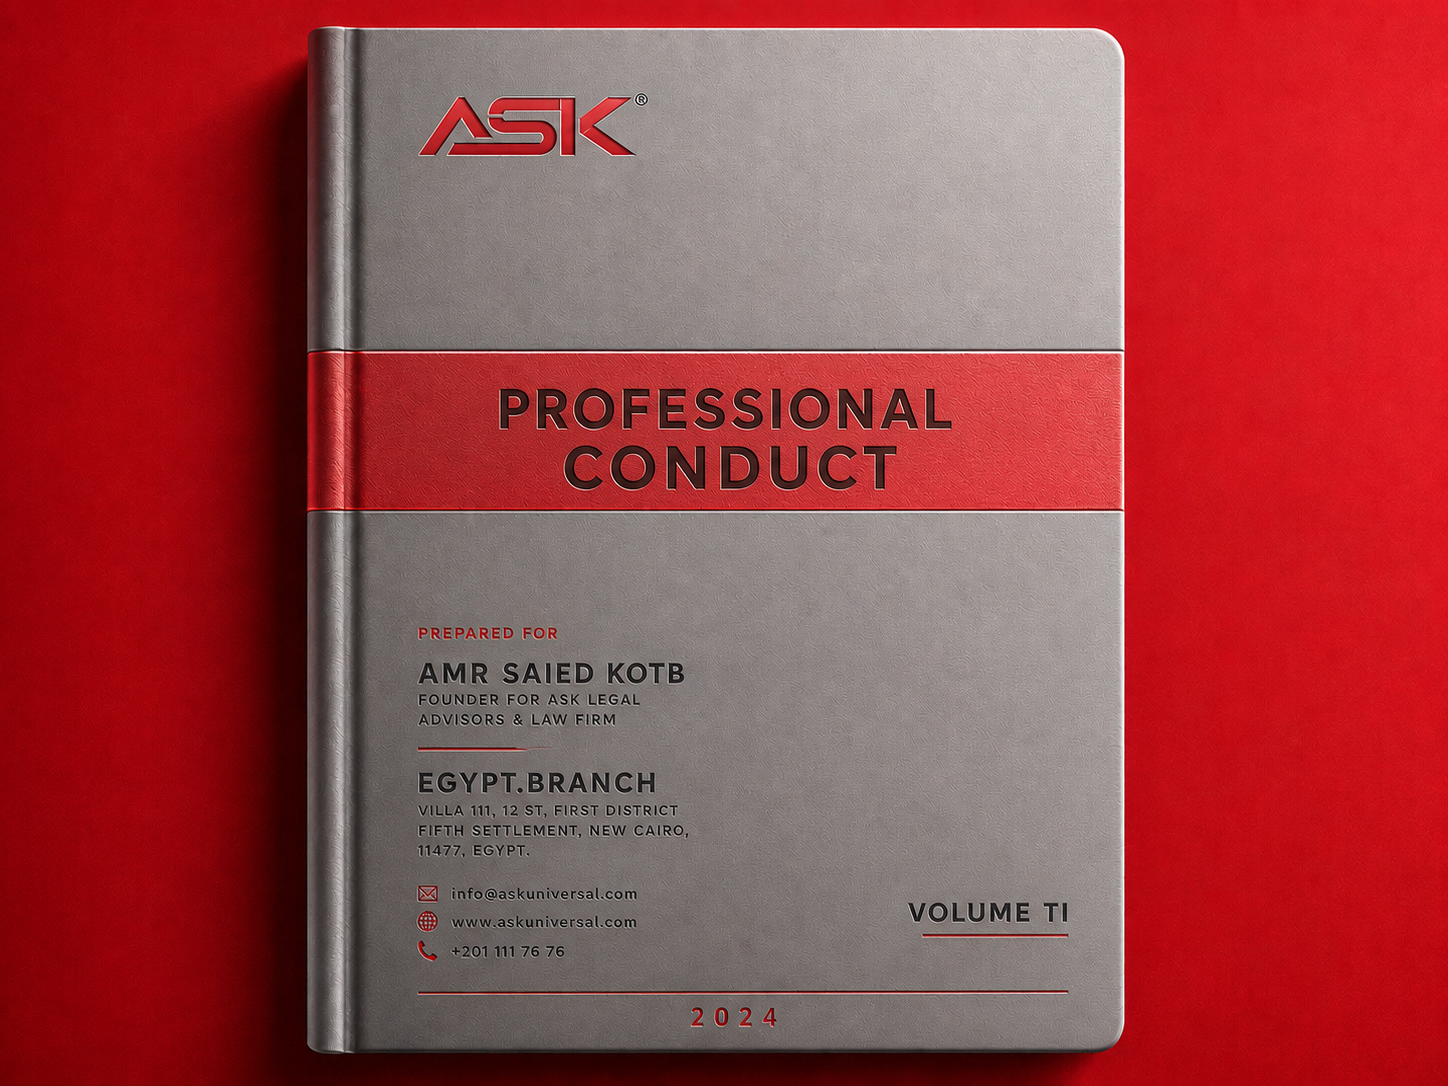 ASK®
PROFESSIONAL
CONDUCT
PREPARED FOR
AMR SAIED KOTB
FOUNDER FOR ASK LEGAL
ADVISORS & LAW FIRM
EGYPT.BRANCH
VILLA 111, 12 ST, FIRST DISTRICT
FIFTH SETTLEMENT, NEW CAIRO,
11477, EGYPT.
info@askuniversal.com
www.askuniversal.com
+201 111 76 76
VOLUME TI
2024